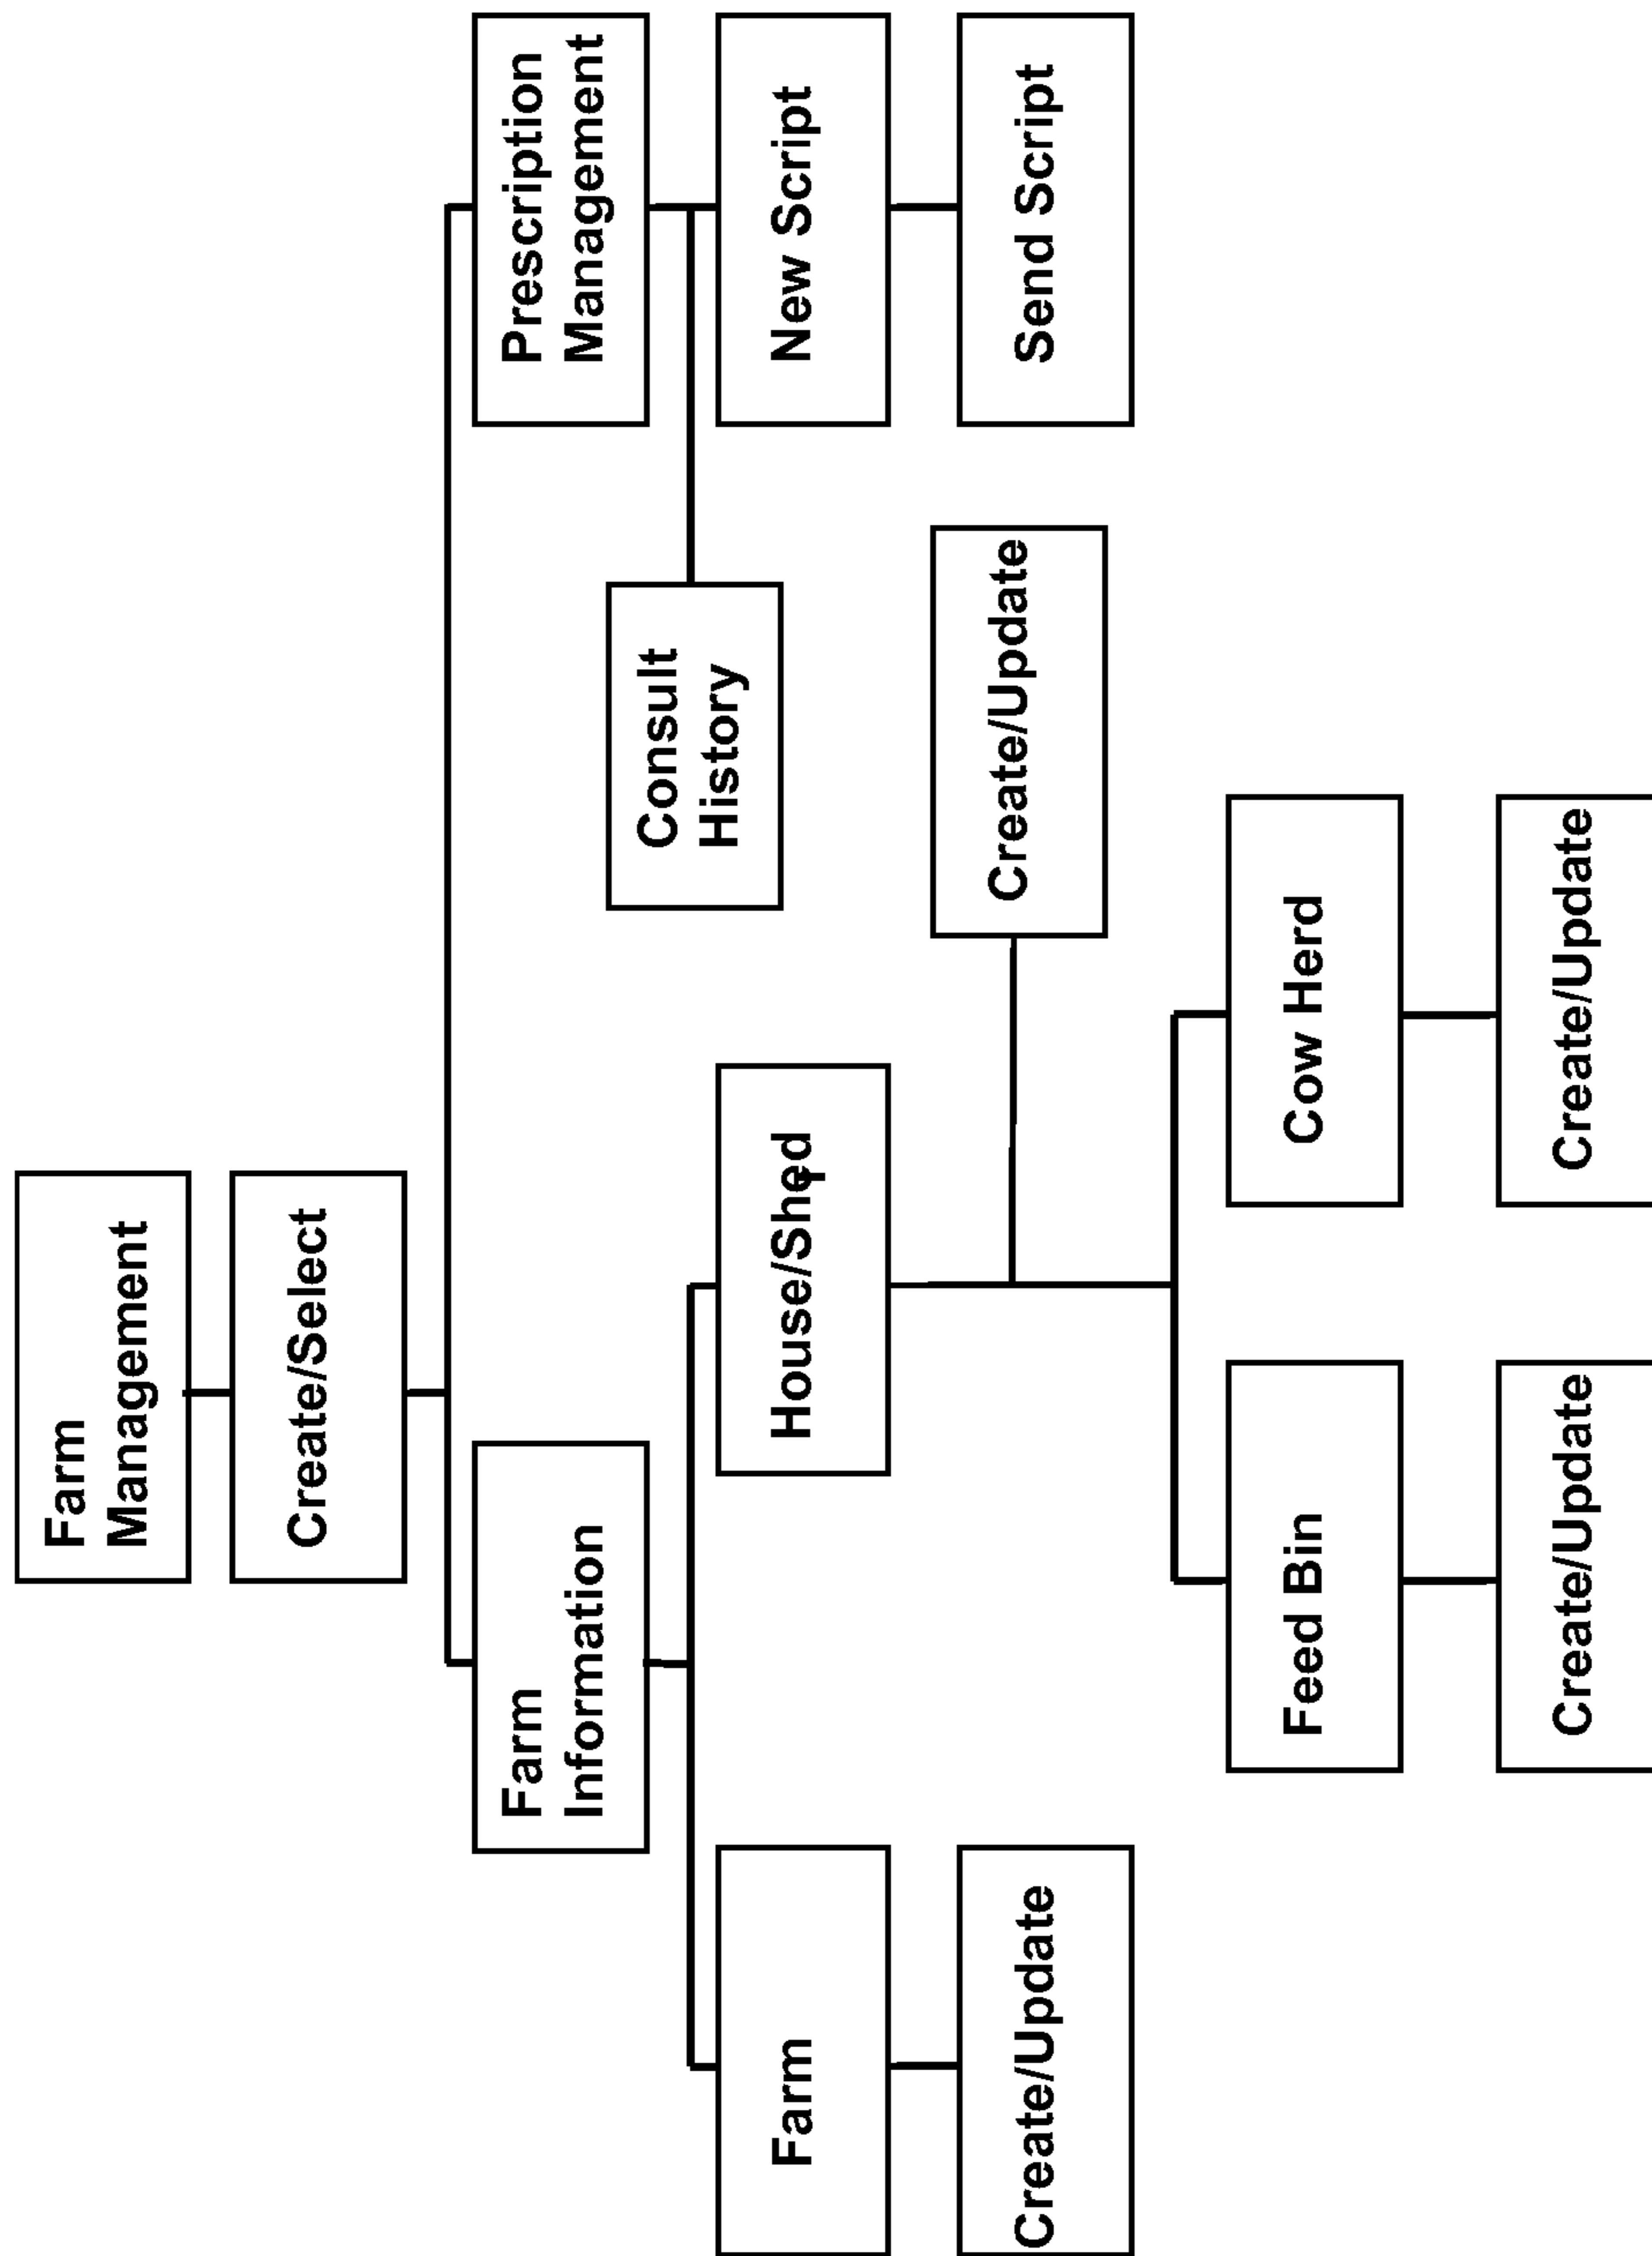 Farm
Management
Create/Select
Farm
Information
Prescription
Management
Consult
History
Farm
House/Shed
New Script
Create/Update
Create/Update
Send Script
Feed Bin
Cow Herd
Create/Update
Create/Update